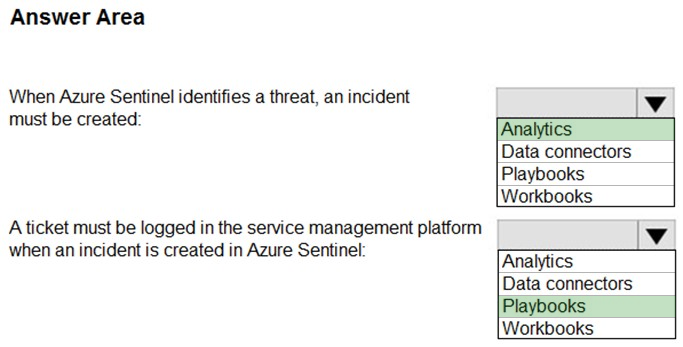 Answer Area
When Azure Sentinel identifies a threat, an incident
must be created:
Analytics
Data connectors
Playbooks
Workbooks
A ticket must be logged in the service management platform
when an incident is created in Azure Sentinel:
Analytics
Data connectors
Playbooks
Workbooks